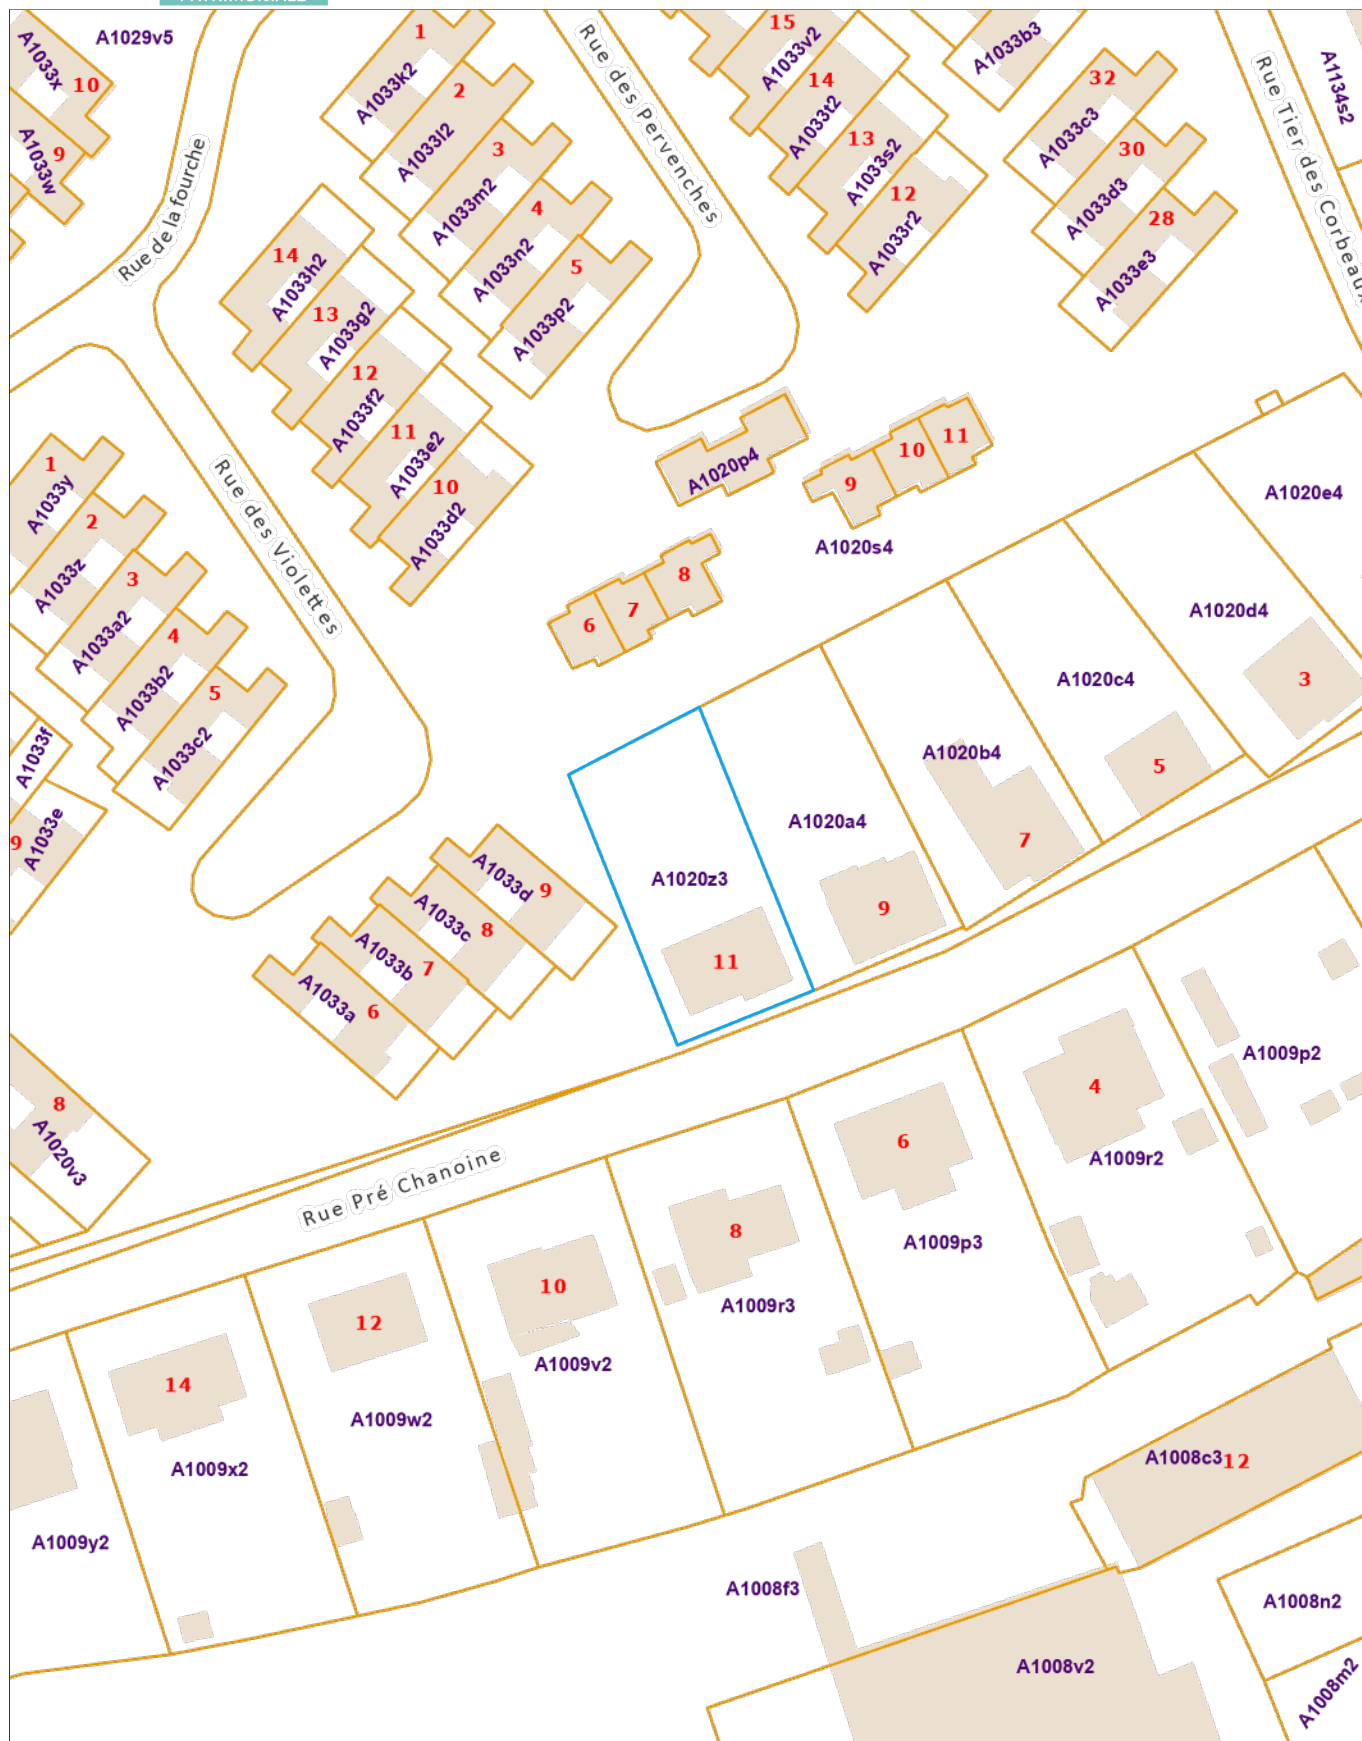 A1029v5
A1033x
10
A1033w
9
Rue de la fourche
1
A1033k2
2
A1033l2
3
A1033m2
4
A1033n2
5
A1033p2
Rue des Pervenches
15
A1033v2
14
A1033t2
13
A1033s2
12
A1033r2
A1033b3
32
A1033c3
30
A1033d3
28
A1033e3
Rue Tier des Corbeaux
A1134s2
14
A1033h2
13
A1033g2
12
A1033f2
11
A1033e2
10
A1033d2
1
A1033y
2
A1033z
3
A1033a2
4
A1033b2
5
A1033c2
Rue des Violettes
A1020p4
9
10
11
A1020s4
6
7
8
A1020e4
A1020d4
3
A1020c4
5
A1020b4
7
A1020a4
9
A1020z3
11
A1033f
A1033e
9
A1033d
9
A1033c
8
A1033b
7
A1033a
6
8
A1020v3
Rue Pré Chanoine
A1009p2
4
A1009r2
6
A1009p3
8
A1009r3
10
A1009v2
12
A1009w2
14
A1009x2
A1009y2
A1008c3
12
A1008f3
A1008n2
A1008v2
A1008m2